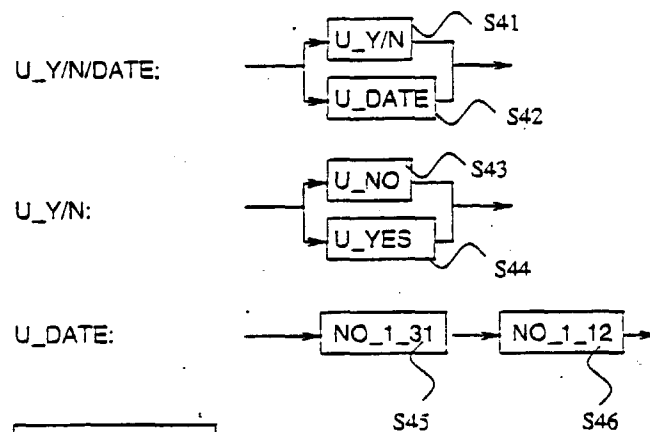 S41
U_Y/N
U_Y/N/DATE:
U_DATE
S42
S43
U_NO
U_Y/N:
U_YES
S44
U_DATE: NO_1_31 NO_1_12
S45 S46